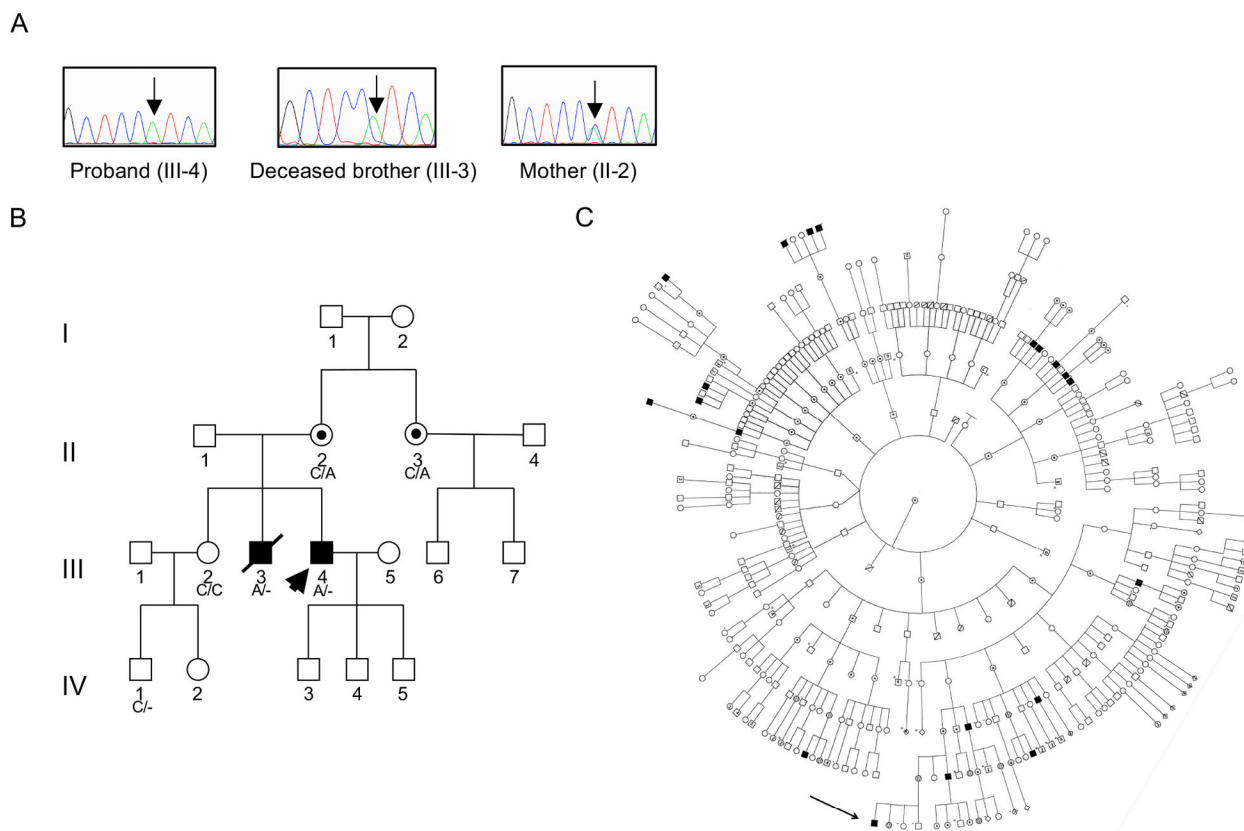 A
Proband (III-4)
Deceased brother (III-3)
Mother (II-2)
B
C
I
1
2
II
1
2
3
4
C/A
C/A
III
1
2
3
4
5
6
7
C/C
A/-
A/-
IV
1
2
3
4
5
C/-